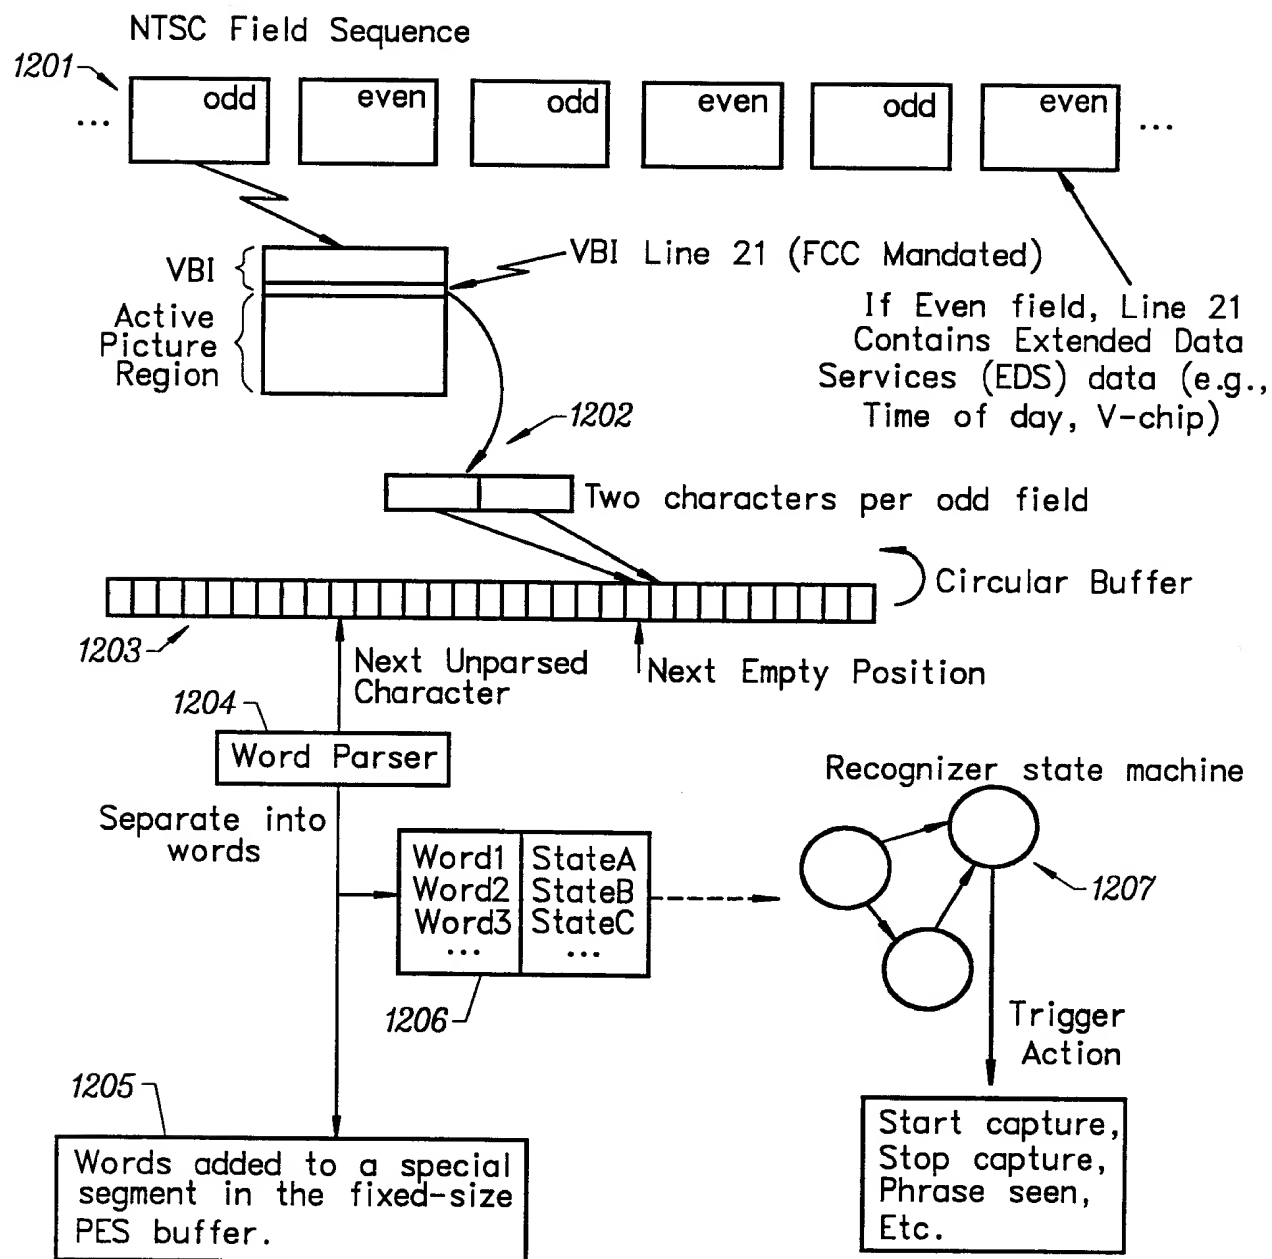 NTSC Field Sequence
1201
... odd even odd even odd even ...
VBI
VBI Line 21 (FCC Mandated)
Active
Picture
Region
If Even field, Line 21
Contains Extended Data
Services (EDS) data (e.g.,
Time of day, V-chip)
1202
Two characters per odd field
Circular Buffer
1203
Next Unparsed
Character
Next Empty Position
1204
Word Parser
Separate into
words
Recognizer state machine
Word1 StateA
Word2 StateB
Word3 StateC
... ...
1206
1207
Trigger
Action
1205
Words added to a special
segment in the fixed-size
PES buffer.
Start capture,
Stop capture,
Phrase seen,
Etc.